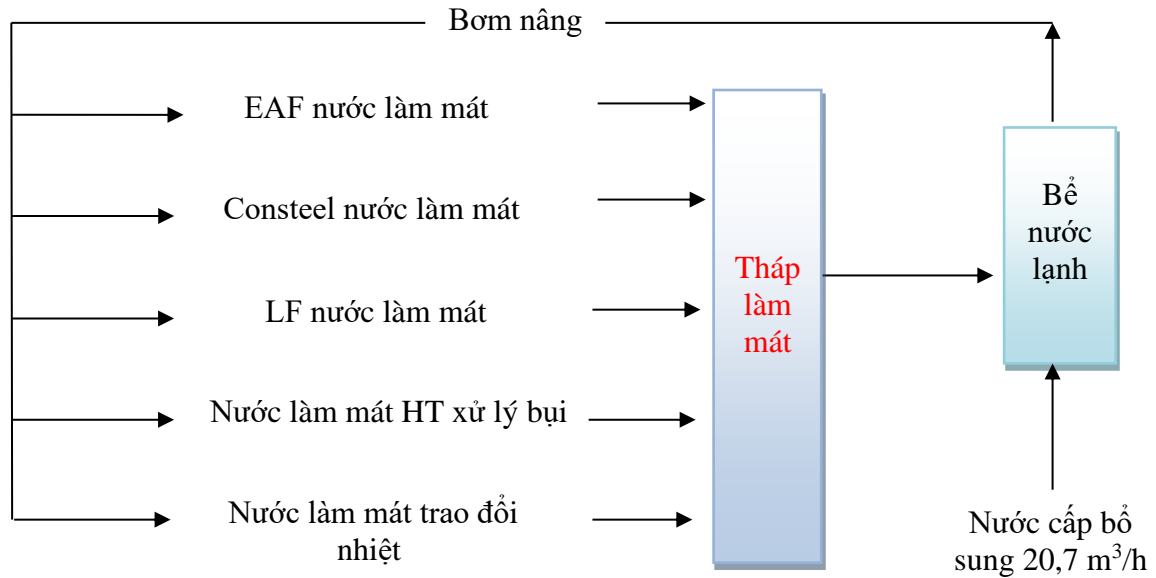 Bơm nâng
EAF nước làm mát
Consteel nước làm mát
LF nước làm mát
Nước làm mát HT xử lý bụi
Nước làm mát trao đổi
nhiệt
Tháp
làm
mát
Bể
nước
lạnh
Nước cấp bổ
sung 20,7 m³/h